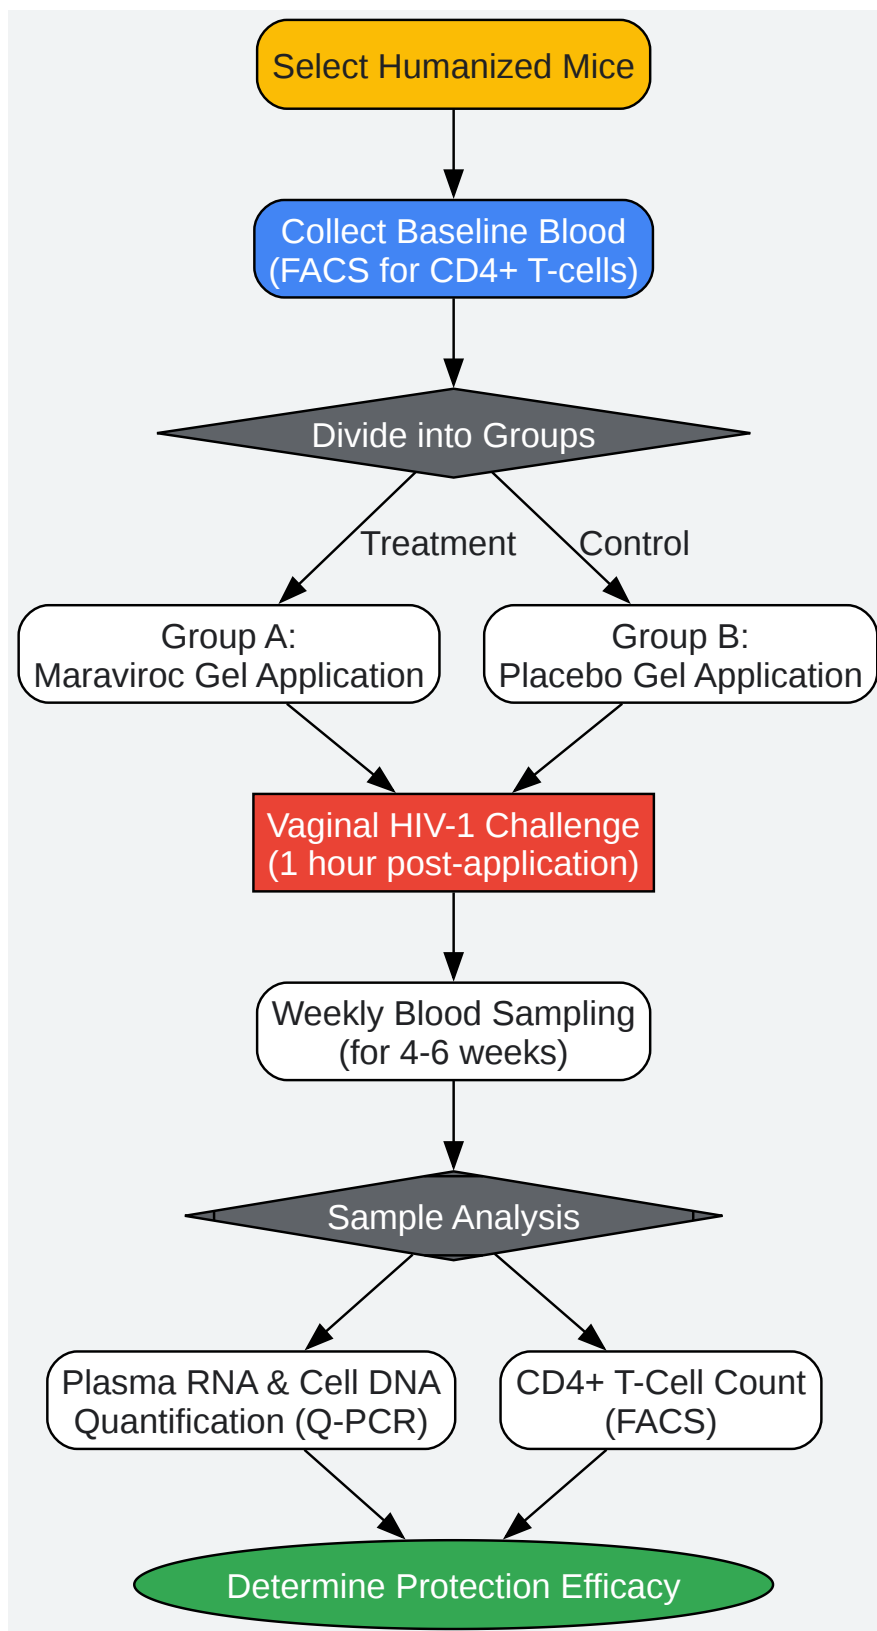 Select Humanized Mice
Collect Baseline Blood
(FACS for CD4+ T-cells)
Divide into Groups
Treatment
Control
Group A:
Maraviroc Gel Application
Group B:
Placebo Gel Application
Vaginal HIV-1 Challenge
(1 hour post-application)
Weekly Blood Sampling
(for 4-6 weeks)
Sample Analysis
Plasma RNA & Cell DNA
Quantification (Q-PCR)
CD4+ T-Cell Count
(FACS)
Determine Protection Efficacy